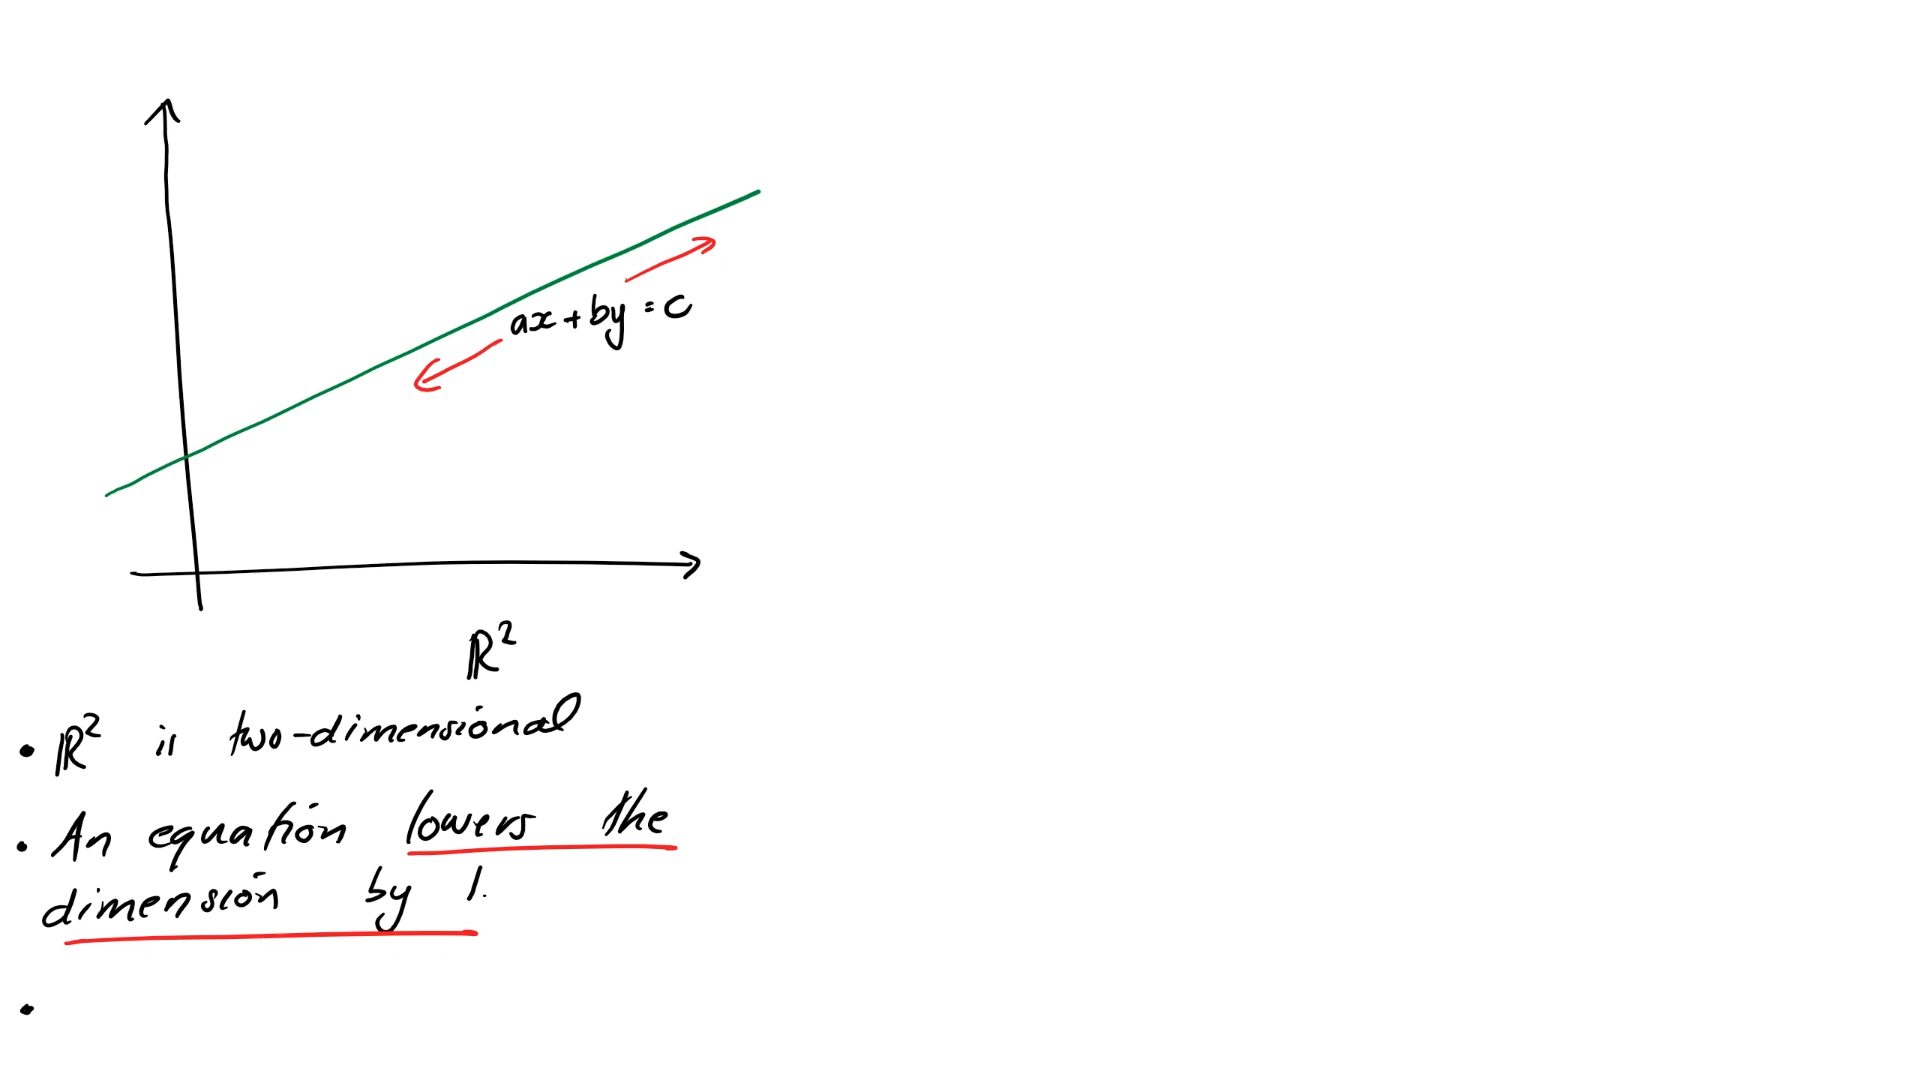 ax+by=c
ℝ²
• ℝ² is two-dimensional
• An equation lowers the
dimension by 1.
•